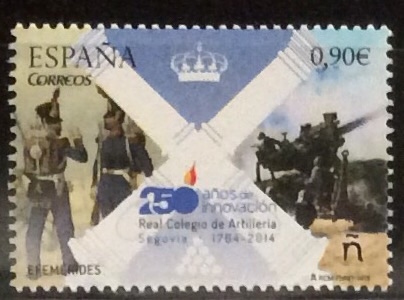 ESPAÑA
0,90€
CORREOS
250 años de
innovación
Real Colegio de Artillería
Segovia 1764-2014
EFEMÉRIDES
ñ